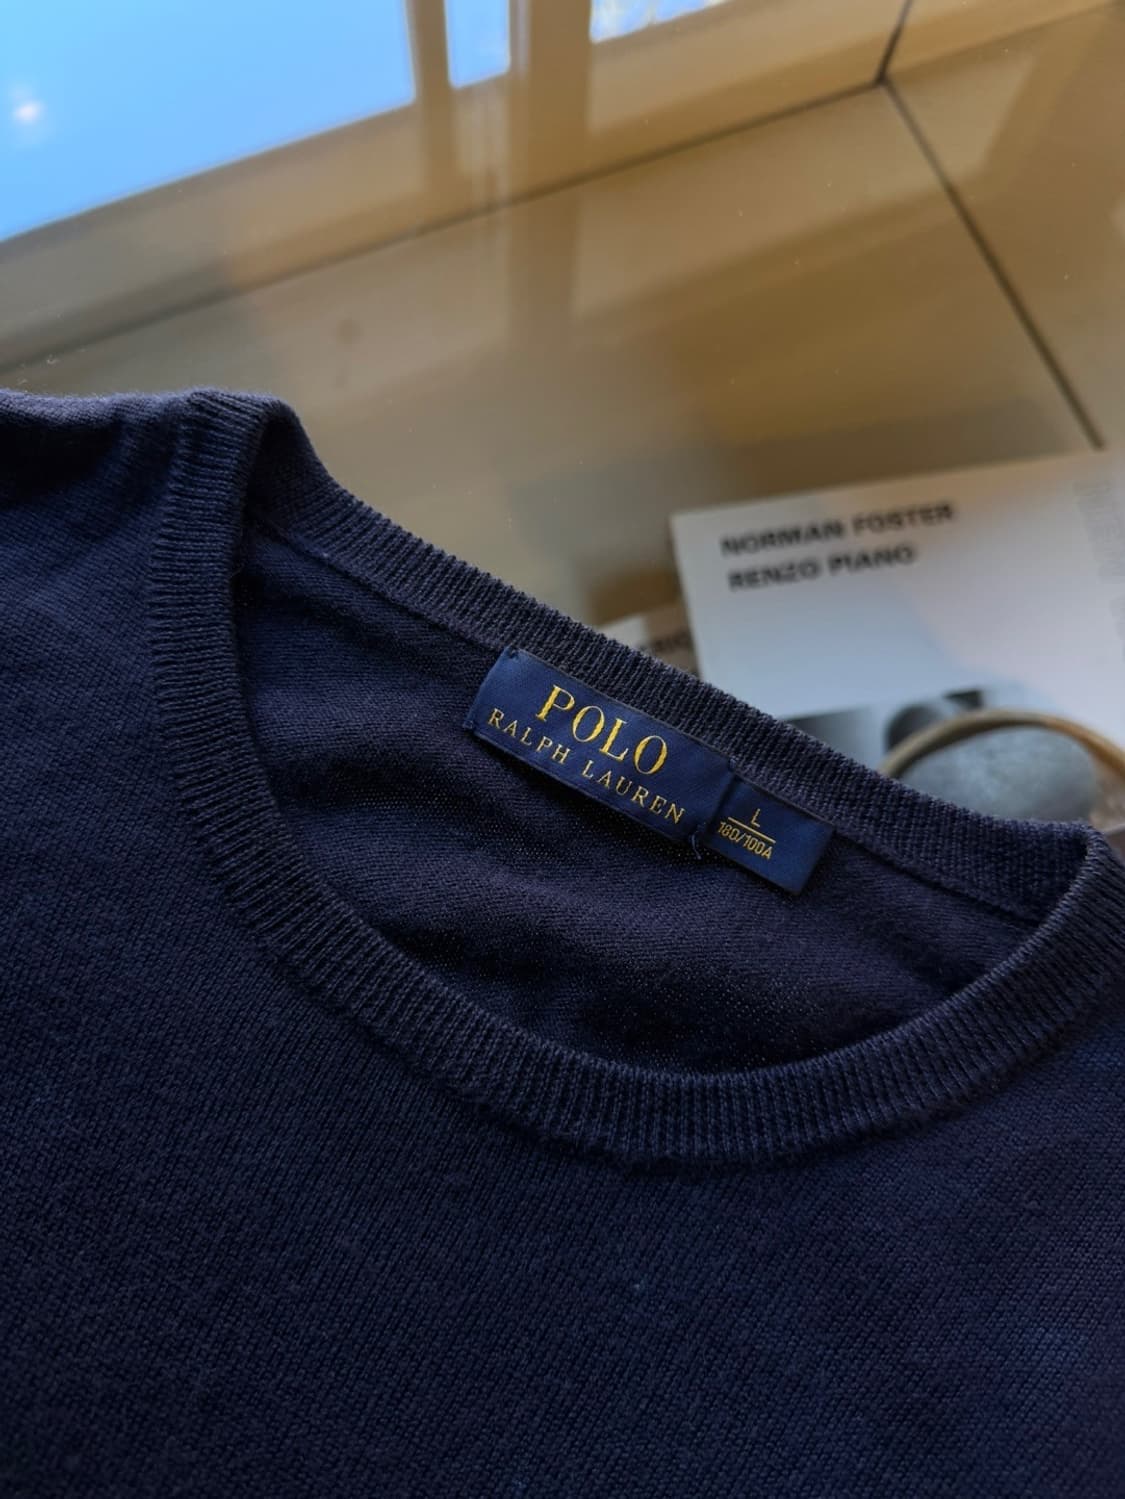 NORMAN FOSTER
RENZO PIANO
POLO
RALPH LAUREN
L
180/100A